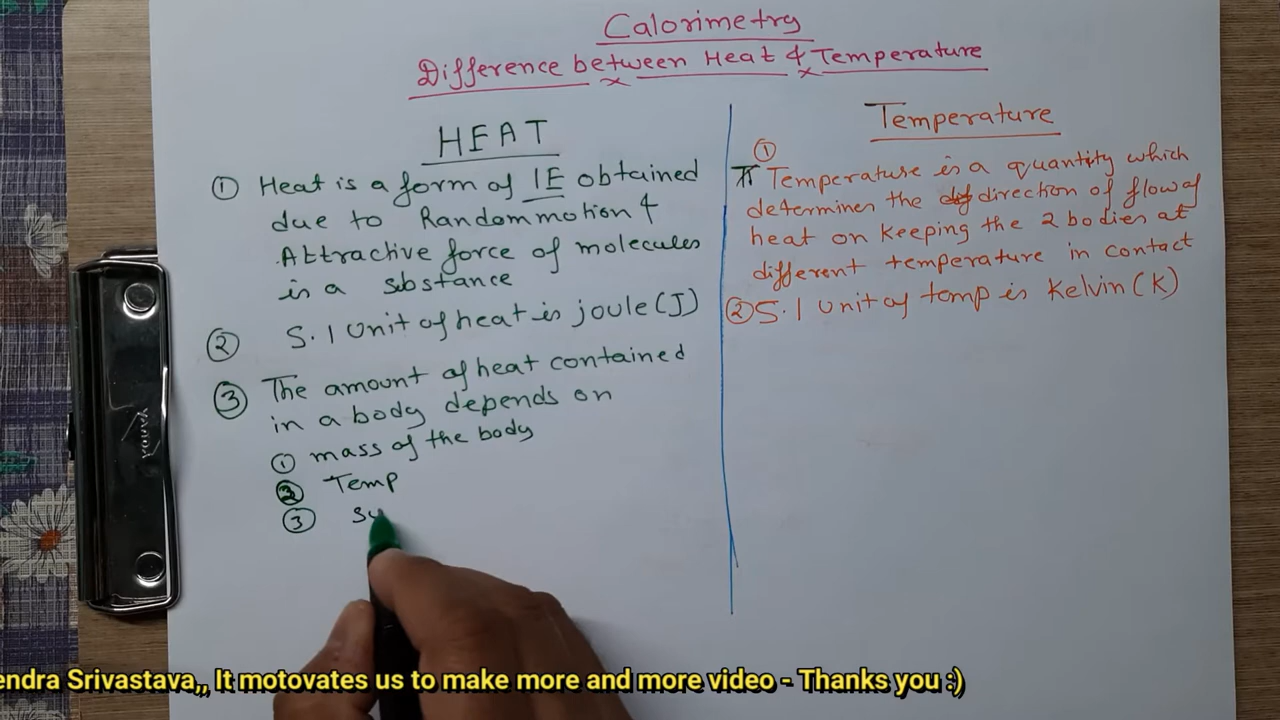 Calorimetry
Difference between Heat & Temperature
HEAT
① Heat is a form of IE obtained
due to Random motion &
Attractive force of molecules
is a substance
② S.I Unit of heat is joule (J)
③ The amount of heat contained
in a body depends on
① mass of the body
② Temp
③ su
Temperature
①
Temperature is a quantity which
determines the direction of flow of
heat on keeping the 2 bodies at
different temperature in contact
② S.I Unit of temp is Kelvin (K)
YANODA
endra Srivastava,, It motovates us to make more and more video - Thanks you :)